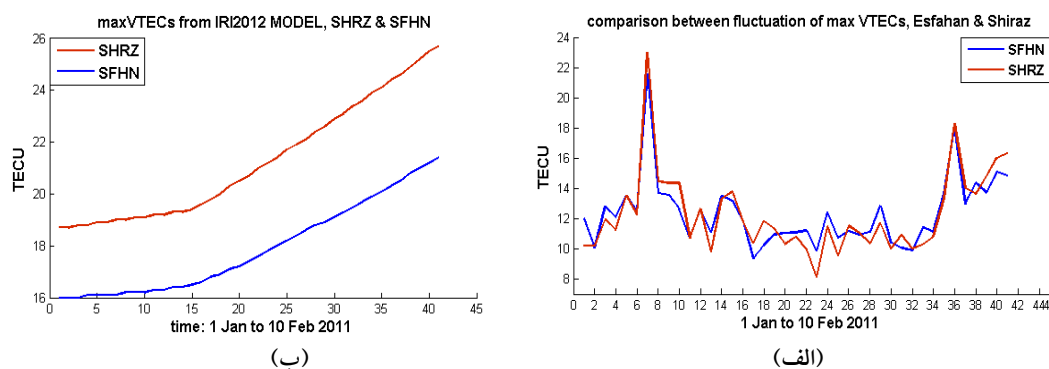 maxVTECs from IRI2012 MODEL, SHRZ & SFHN
26
24
22
20
18
16
TECU
SHRZ
SFHN
0 5 10 15 20 25 30 35 40 45
time: 1 Jan to 10 Feb 2011
(ب)
comparison between fluctuation of max VTECs, Esfahan & Shiraz
24
22
20
18
16
14
12
10
8
TECU
SFHN
SHRZ
0 2 4 6 8 10 12 14 16 18 20 22 24 26 28 30 32 34 36 38 40 42 444
1 Jan to 10 Feb 2011
(الف)